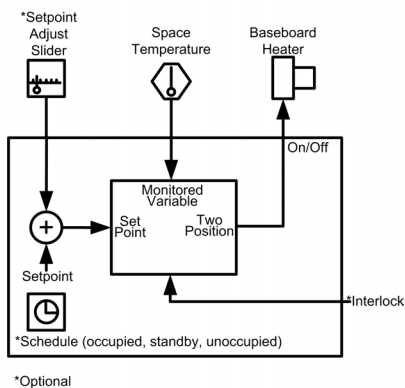 *Setpoint
Adjust
Slider
Space
Temperature
Baseboard
Heater
On/Off
Monitored
Variable
Set
Point
Two
Position
Setpoint
*Interlock
*Schedule (occupied, standby, unoccupied)
*Optional